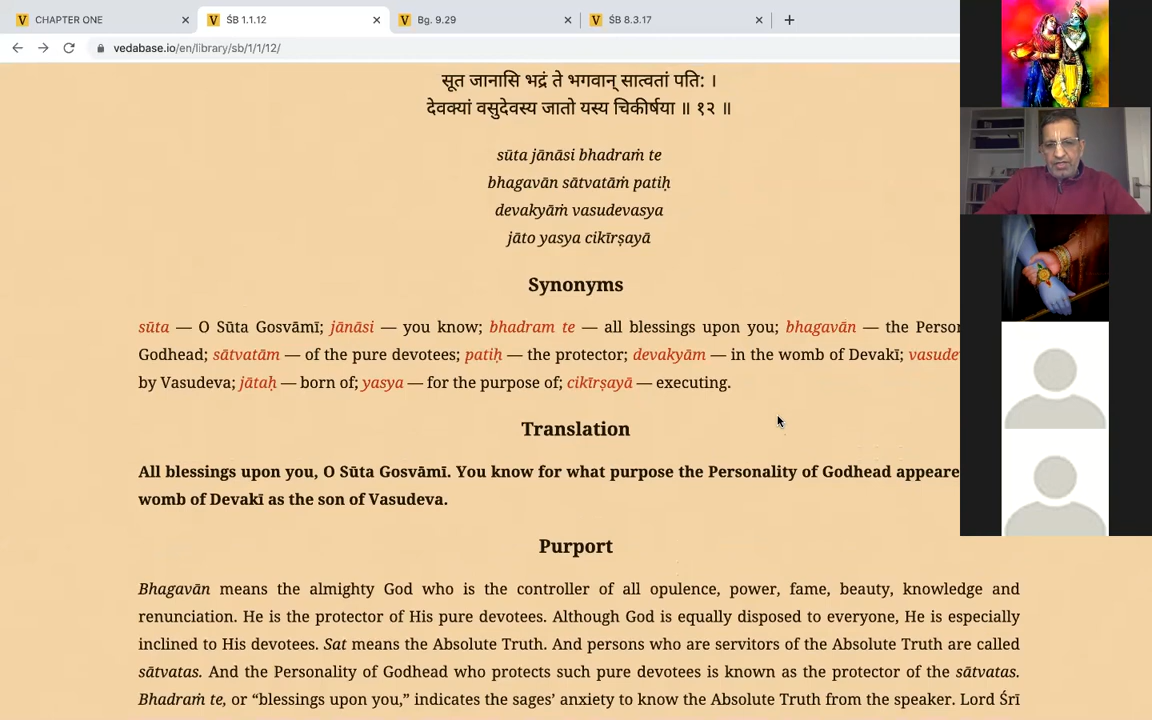 CHAPTER ONE
ŚB 1.1.12
Bg. 9.29
ŚB 8.3.17
vedabase.io/en/library/sb/1/1/12/
सूत जानासि भद्रं ते भगवान् सात्वतां पति: ।
देवक्यां वसुदेवस्य जातो यस्य चिकीर्षया ॥ १२ ॥
sūta jānāsi bhadraṁ te
bhagavān sātvatāṁ patiḥ
devakyāṁ vasudevasya
jāto yasya cikīrṣayā
Synonyms
sūta — O Sūta Gosvāmī; jānāsi — you know; bhadram te — all blessings upon you; bhagavān — the Person
Godhead; sātvatām — of the pure devotees; patiḥ — the protector; devakyām — in the womb of Devakī; vasude
by Vasudeva; jātaḥ — born of; yasya — for the purpose of; cikīrṣayā — executing.
Translation
All blessings upon you, O Sūta Gosvāmī. You know for what purpose the Personality of Godhead appeare
womb of Devakī as the son of Vasudeva.
Purport
Bhagavān means the almighty God who is the controller of all opulence, power, fame, beauty, knowledge and
renunciation. He is the protector of His pure devotees. Although God is equally disposed to everyone, He is especially
inclined to His devotees. Sat means the Absolute Truth. And persons who are servitors of the Absolute Truth are called
sātvatas. And the Personality of Godhead who protects such pure devotees is known as the protector of the sātvatas.
Bhadraṁ te, or “blessings upon you,” indicates the sages’ anxiety to know the Absolute Truth from the speaker. Lord Śrī